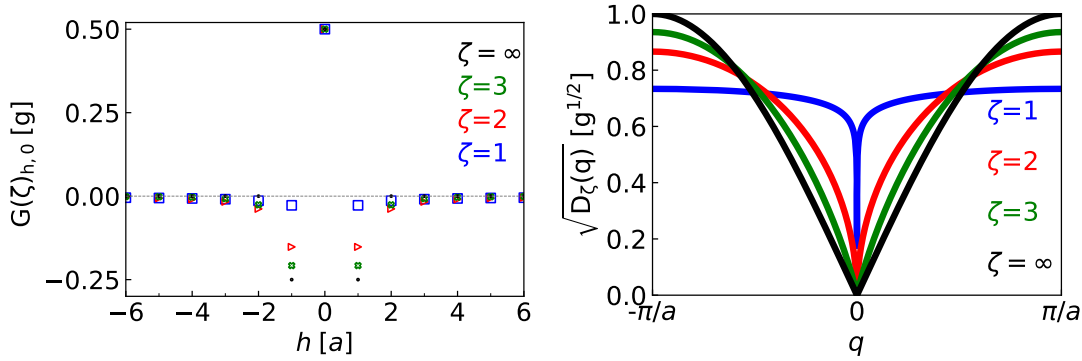 G(ζ)h,0 [g]
0.50
0.25
0.00
−0.25
−6
−4
−2
0
2
4
6
h [a]
ζ = ∞
ζ=3
ζ=2
ζ=1
√Dζ(q) [g1/2]
1.0
0.8
0.6
0.4
0.2
0.0
-π/a
0
π/a
q
ζ=1
ζ=2
ζ=3
ζ = ∞